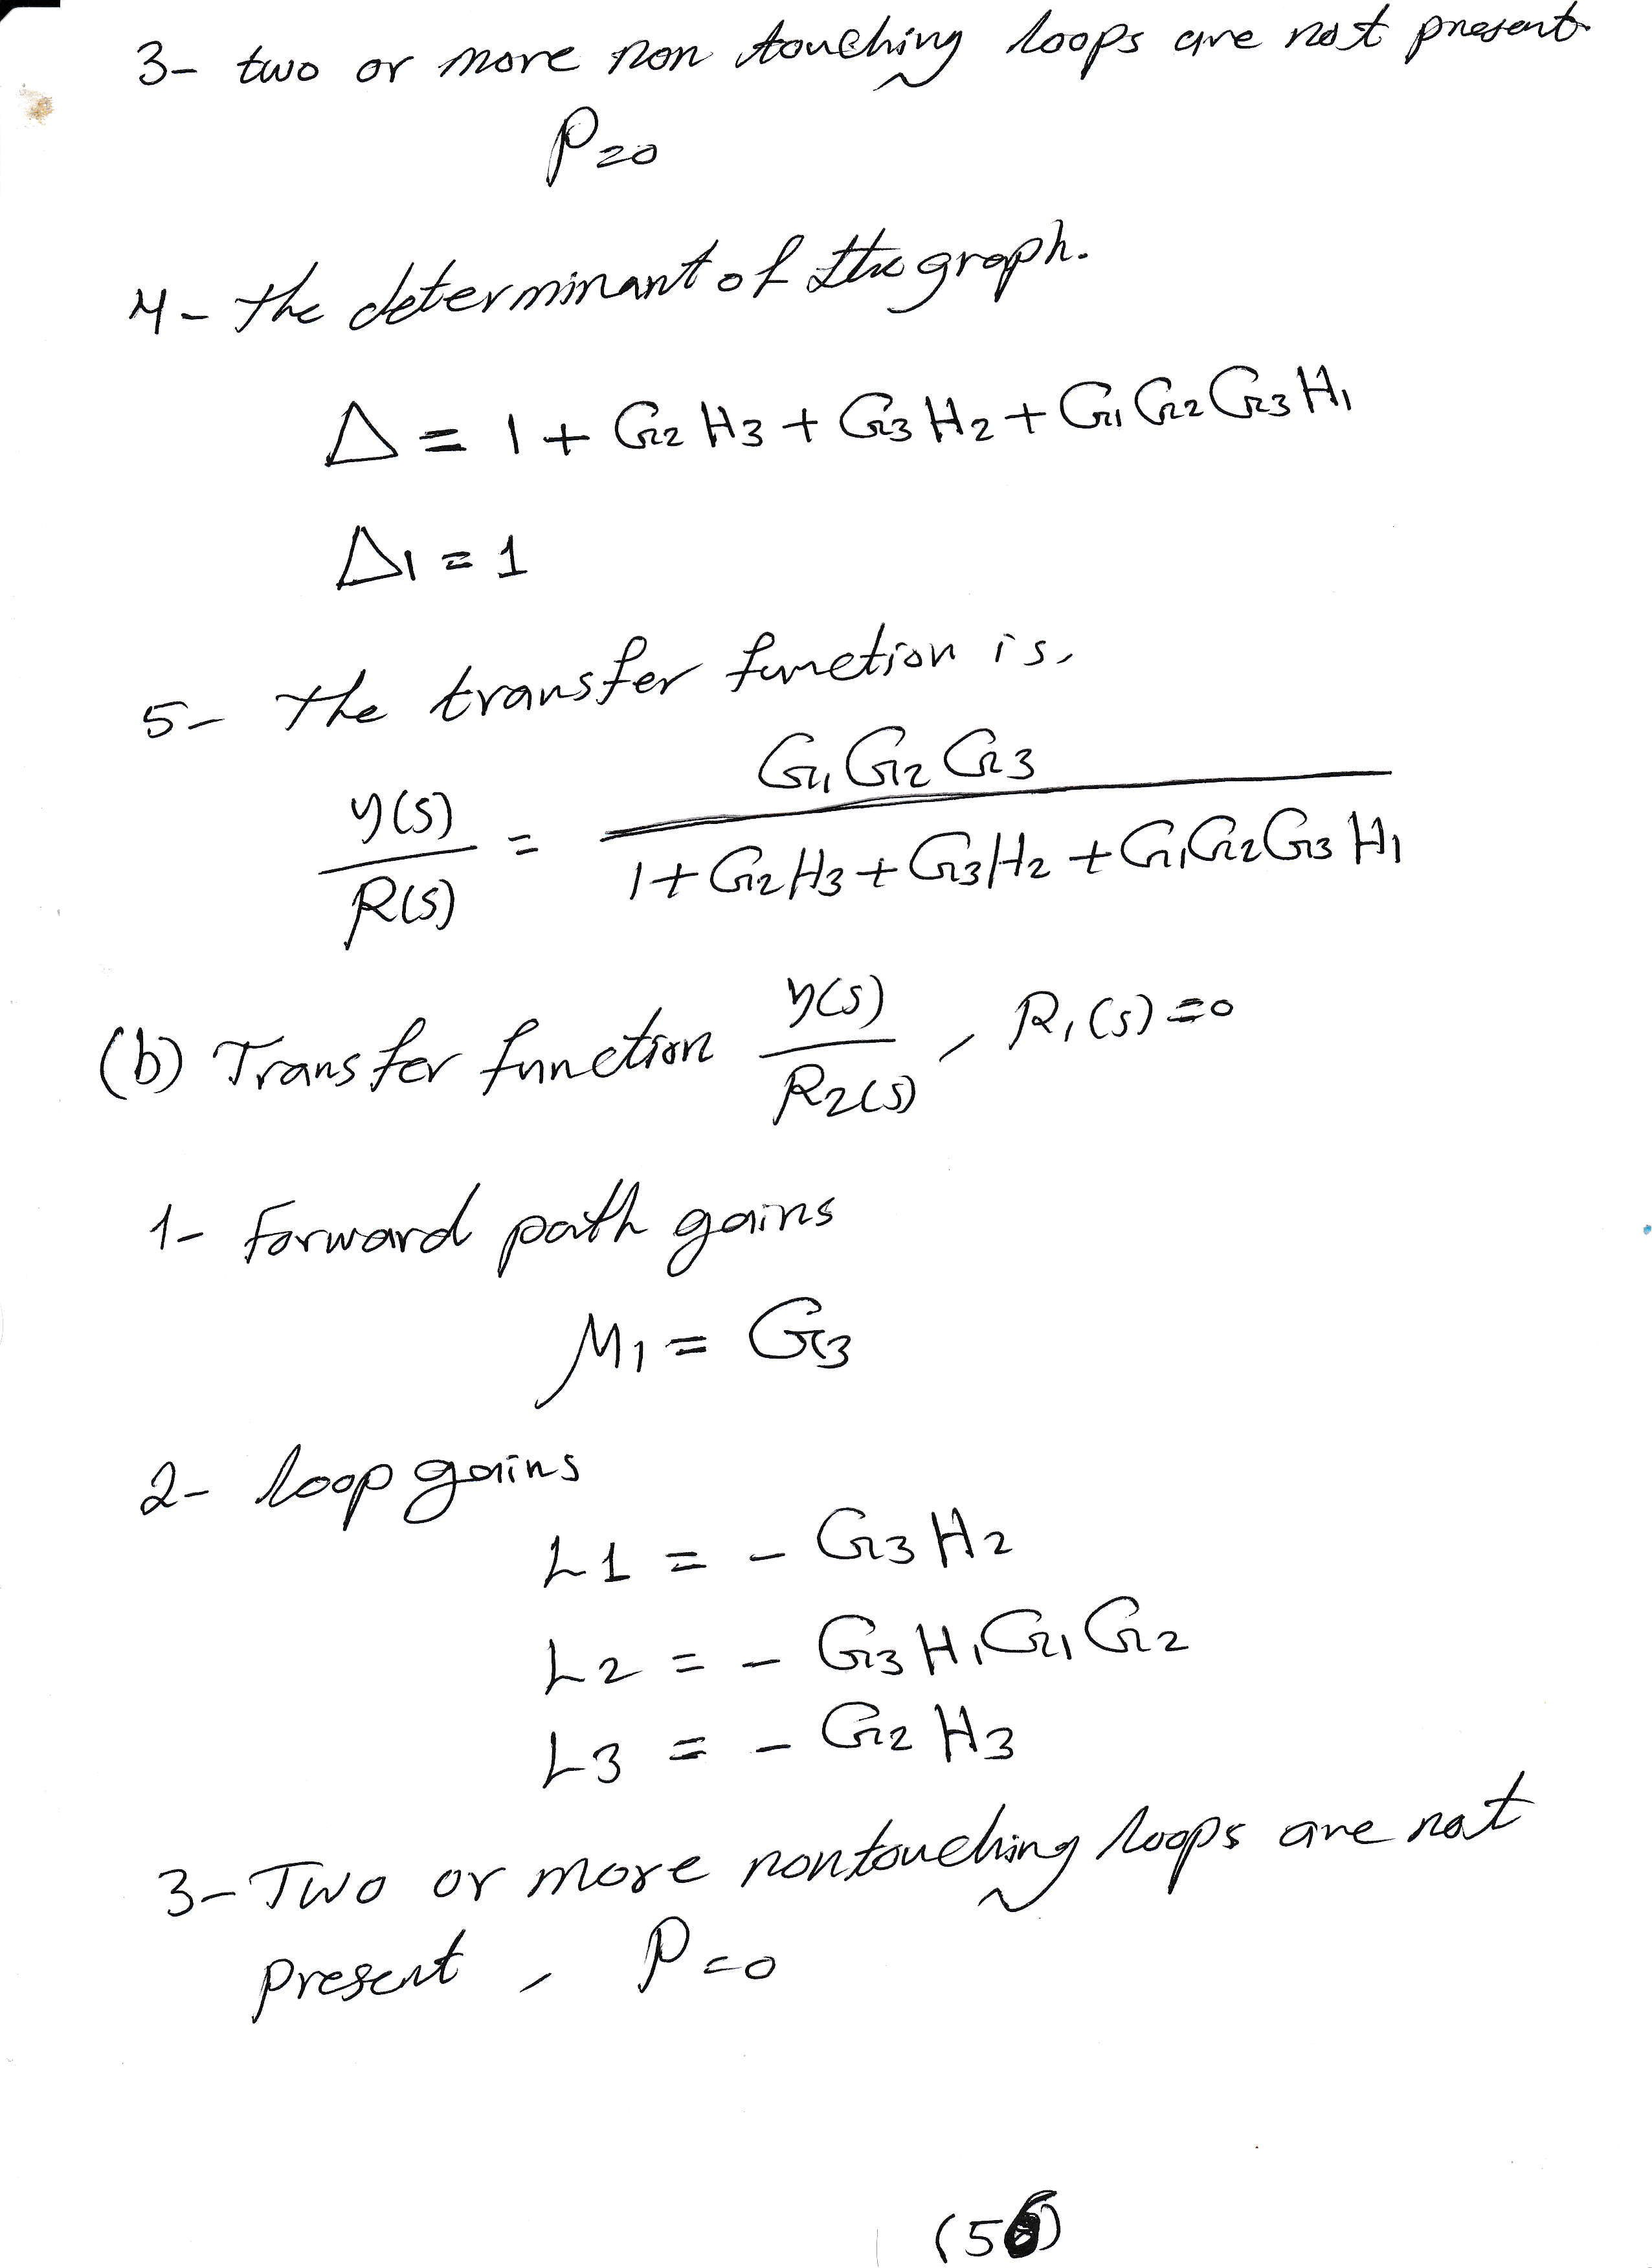 3- two or more non touching loops are not present
P=0
4- the determinant of the graph.
Δ = 1 + G2 H3 + G3 H2 + G1 G2 G3 H1
Δ1 = 1
5- the transfer function is,
y(s)/R(s) = G1 G2 G3 / 1 + G2 H3 + G3 H2 + G1 G2 G3 H1
(b) Transfer function y(s)/R2(s), R1(s) = 0
1- Forward path gains
M1 = G3
2- loop gains
L1 = - G3 H2
L2 = - G3 H1 G1 G2
L3 = - G2 H3
3- Two or more nontouching loops are not
present, P=0
(56)